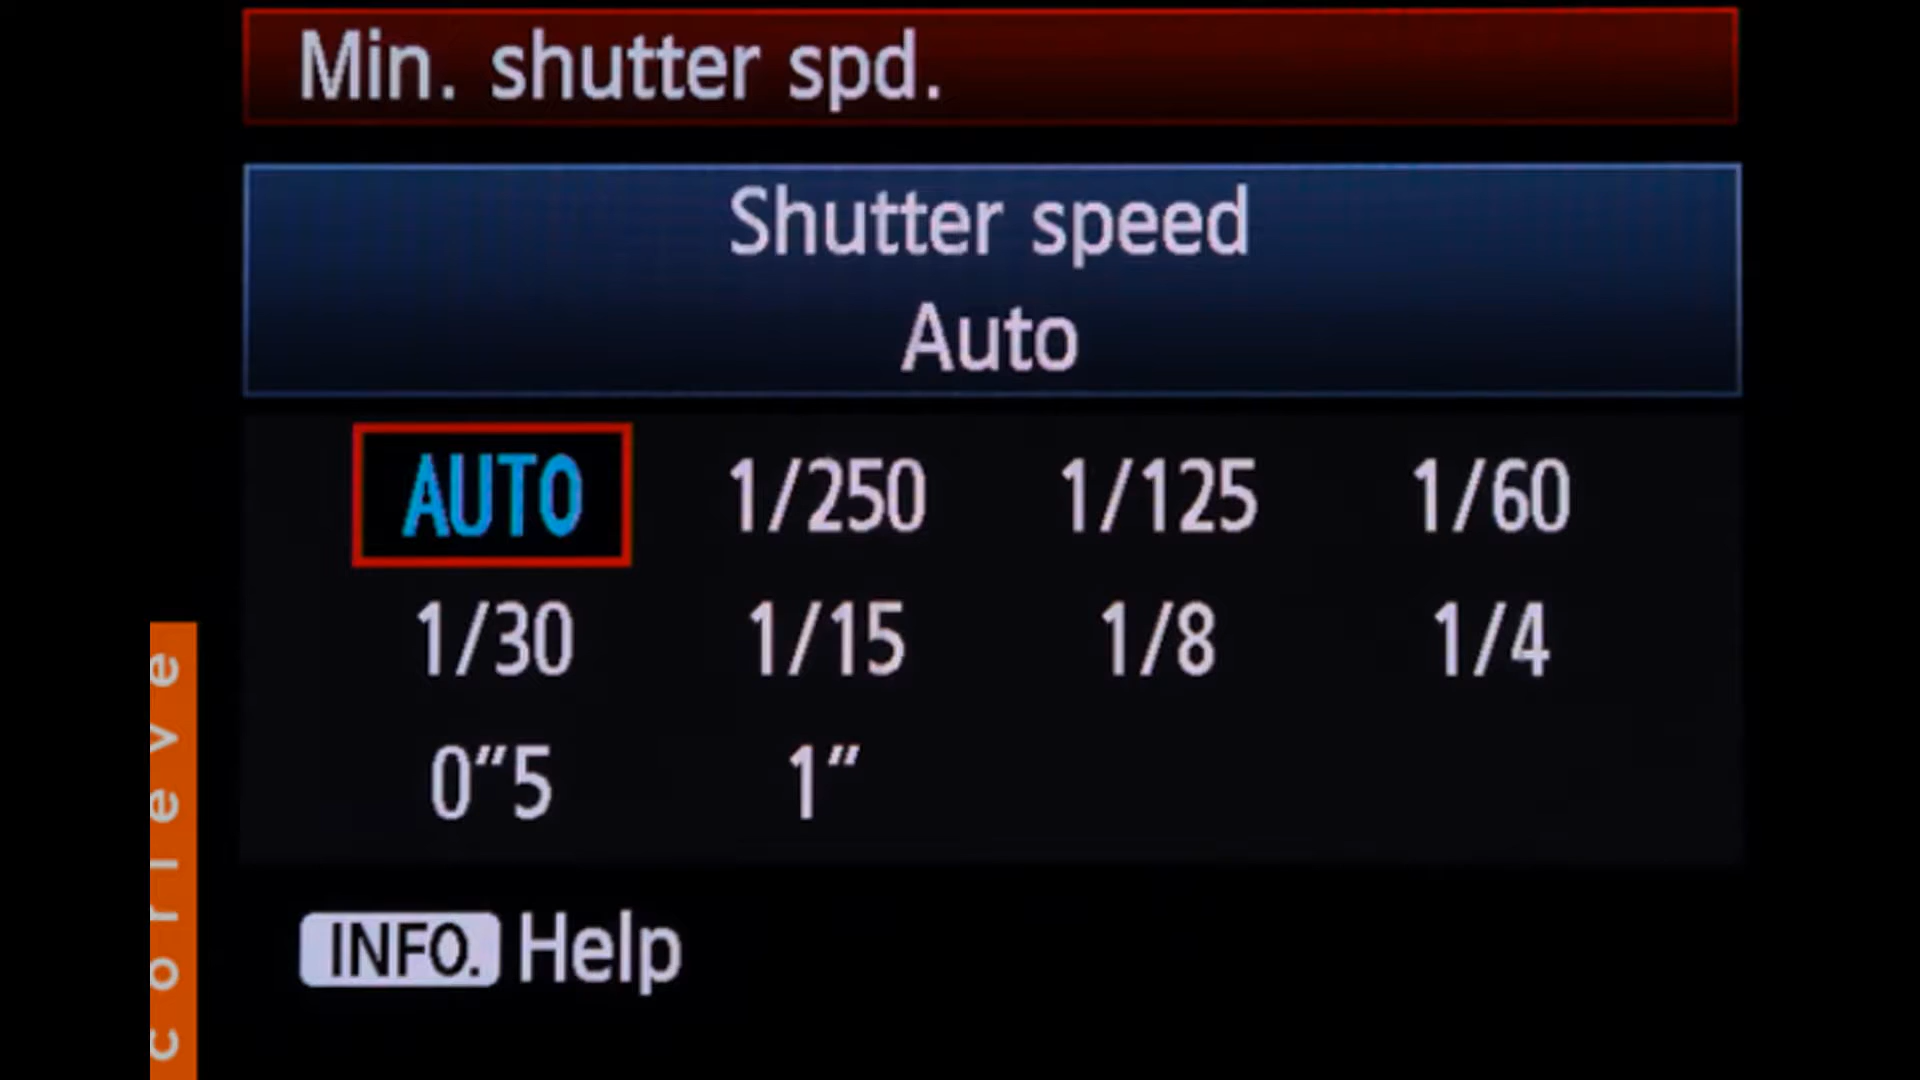 Min. shutter spd.
Shutter speed
Auto
AUTO 1/250 1/125 1/60
1/30 1/15 1/8 1/4
0"5 1"
INFO. Help
corieve